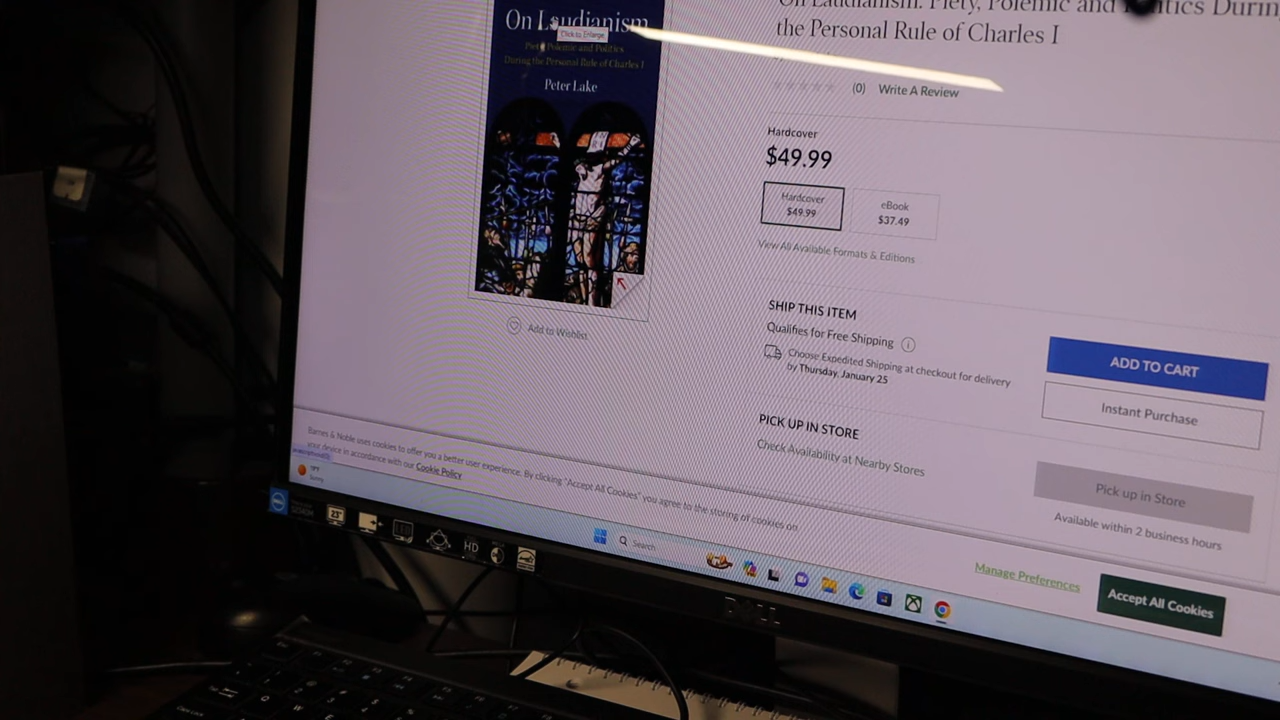 On Laudianism
Click to Enlarge
Piety Polemic and Politics
During the Personal Rule of Charles I
Peter Lake
Add to Wishlist
On Laudianism: Piety, Polemic and Politics Durin
the Personal Rule of Charles I
(0) Write A Review
Hardcover
$49.99
Hardcover
$49.99
eBook
$37.49
View All Available Formats & Editions
SHIP THIS ITEM
Qualifies for Free Shipping
Choose Expedited Shipping at checkout for delivery
by Thursday, January 25
ADD TO CART
Instant Purchase
PICK UP IN STORE
Check Availability at Nearby Stores
Pick up in Store
Available within 2 business hours
Barnes & Noble uses cookies to offer you a better user experience. By clicking "Accept All Cookies" you agree to the storing of cookies on
your device in accordance with our Cookie Policy
Manage Preferences
Accept All Cookies
Sunny
Search
23"
HD
DELL